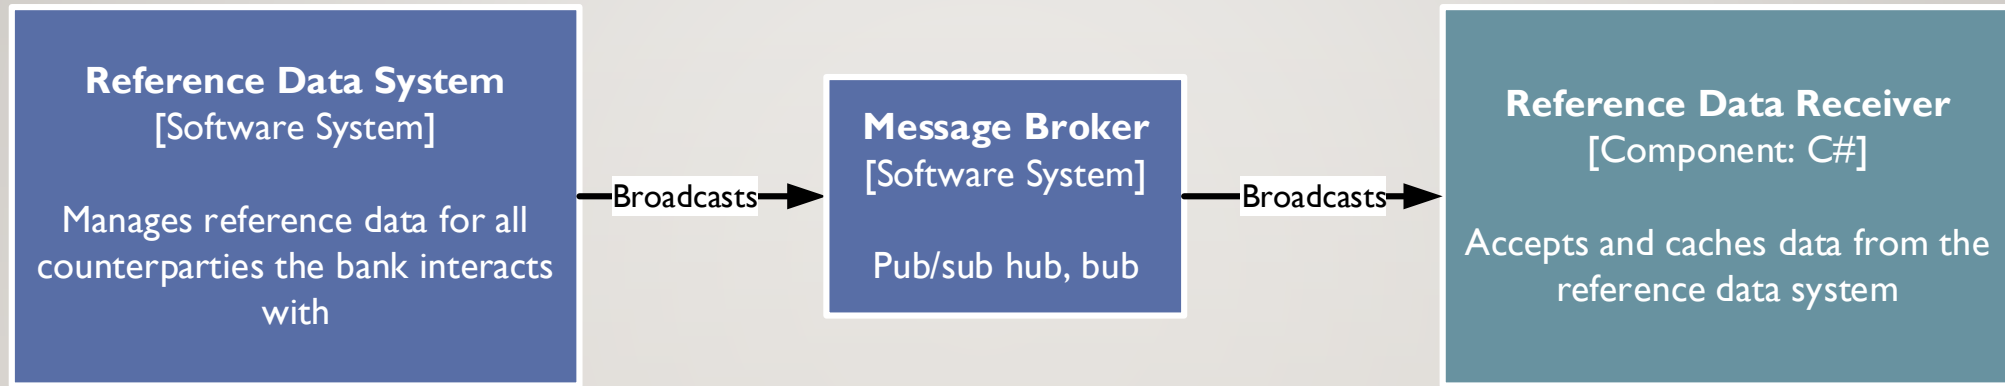 Reference Data System
[Software System]
Manages reference data for all
counterparties the bank interacts
with
Broadcasts
Message Broker
[Software System]
Pub/sub hub, bub
Broadcasts
Reference Data Receiver
[Component: C#]
Accepts and caches data from the
reference data system